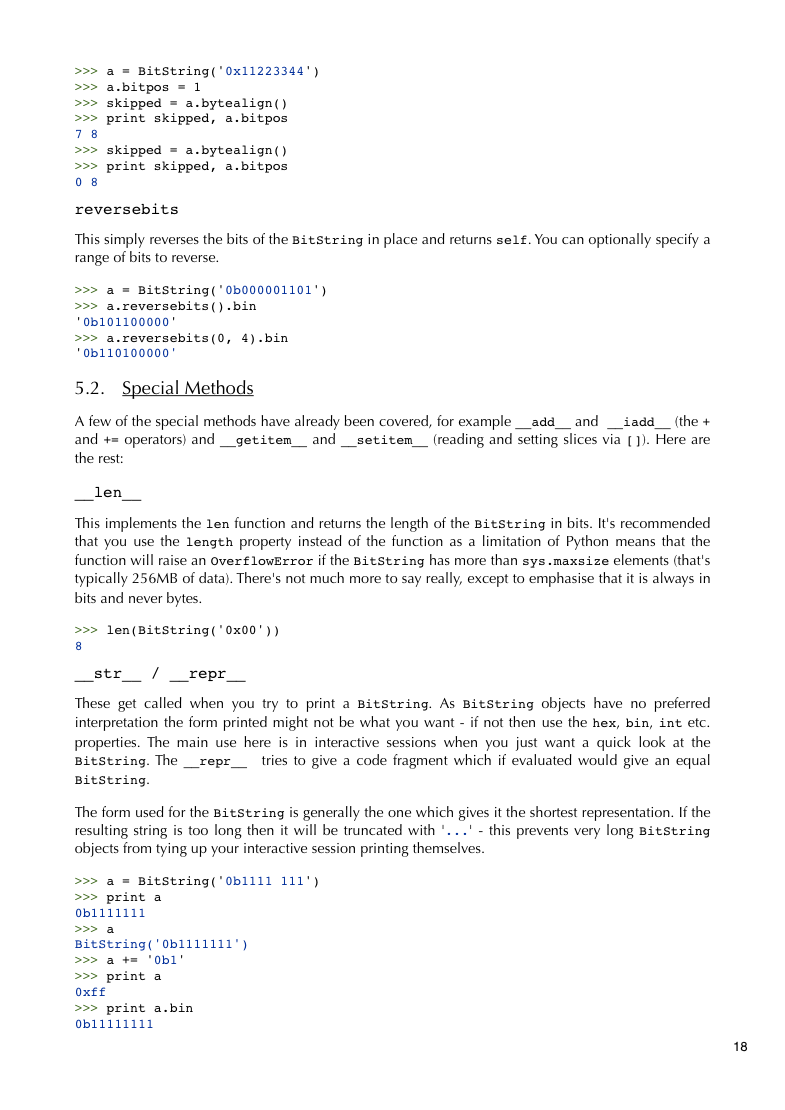 >>> a = BitString('0x11223344')
>>> a.bitpos = 1
>>> skipped = a.bytealign()
>>> print skipped, a.bitpos
7 8
>>> skipped = a.bytealign()
>>> print skipped, a.bitpos
0 8
reversebits
This simply reverses the bits of the BitString in place and returns self. You can optionally specify a
range of bits to reverse.
>>> a = BitString('0b000001101')
>>> a.reversebits().bin
'0b101100000'
>>> a.reversebits(0, 4).bin
'0b110100000'
5.2. Special Methods
A few of the special methods have already been covered, for example __add__ and __iadd__ (the +
and += operators) and __getitem__ and __setitem__ (reading and setting slices via []). Here are
the rest:
__len__
This implements the len function and returns the length of the BitString in bits. It's recommended
that you use the length property instead of the function as a limitation of Python means that the
function will raise an OverflowError if the BitString has more than sys.maxsize elements (that's
typically 256MB of data). There's not much more to say really, except to emphasise that it is always in
bits and never bytes.
>>> len(BitString('0x00'))
8
__str__ / __repr__
These get called when you try to print a BitString. As BitString objects have no preferred
interpretation the form printed might not be what you want - if not then use the hex, bin, int etc.
properties. The main use here is in interactive sessions when you just want a quick look at the
BitString. The __repr__ tries to give a code fragment which if evaluated would give an equal
BitString.
The form used for the BitString is generally the one which gives it the shortest representation. If the
resulting string is too long then it will be truncated with '...' - this prevents very long BitString
objects from tying up your interactive session printing themselves.
>>> a = BitString('0b1111 111')
>>> print a
0b1111111
>>> a
BitString('0b1111111')
>>> a += '0b1'
>>> print a
0xff
>>> print a.bin
0b11111111
18